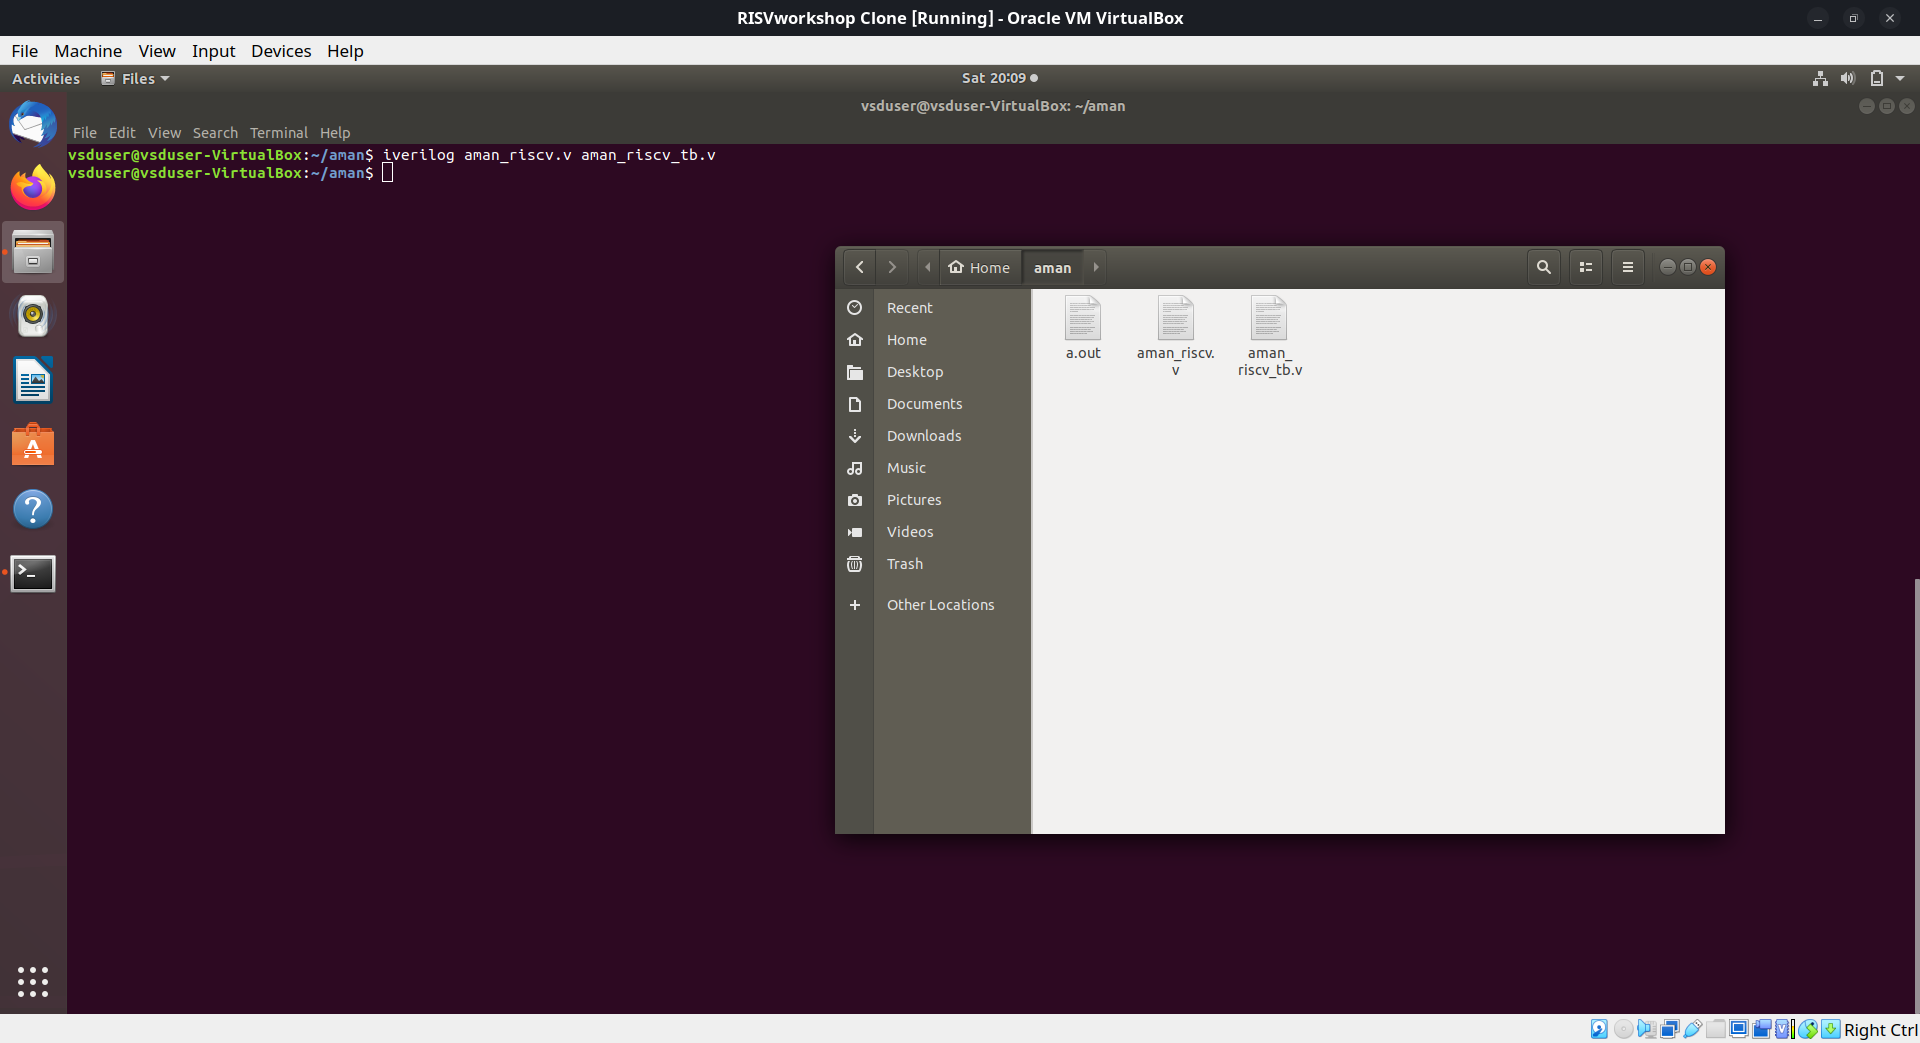 RISVworkshop Clone [Running] - Oracle VM VirtualBox
File Machine View Input Devices Help
Activities Files Sat 20:09
vsduser@vsduser-VirtualBox: ~/aman
File Edit View Search Terminal Help
vsduser@vsduser-VirtualBox:~/aman$ iverilog aman_riscv.v aman_riscv_tb.v
vsduser@vsduser-VirtualBox:~/aman$
Home aman
Recent
Home
Desktop
Documents
Downloads
Music
Pictures
Videos
Trash
Other Locations
a.out
aman_riscv.
v
aman_
riscv_tb.v
Right Ctrl